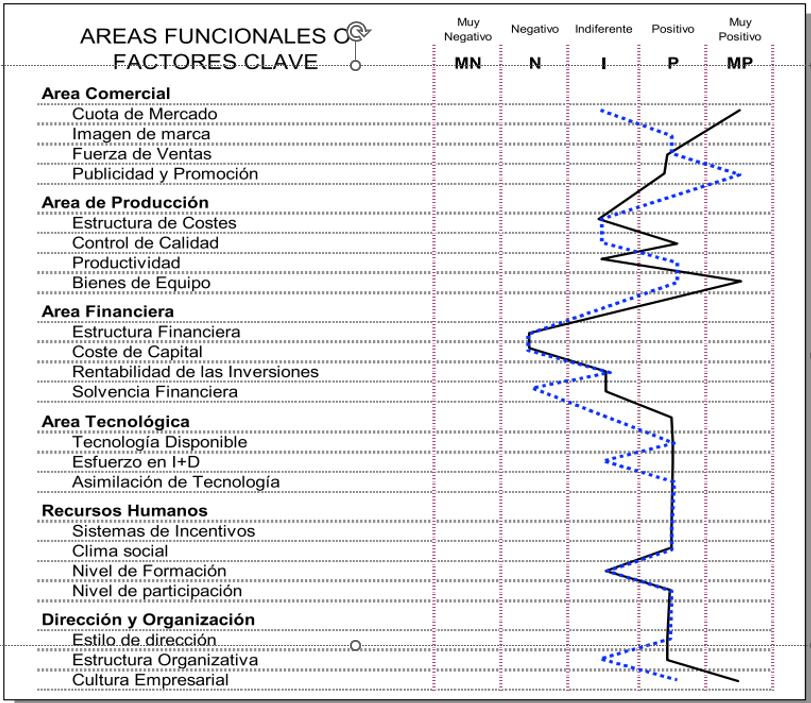 AREAS FUNCIONALES O
FACTORES CLAVE
Muy
Negativo
Negativo
Indiferente
Positivo
Muy
Positivo
MN N I P MP
Area Comercial
Cuota de Mercado
Imagen de marca
Fuerza de Ventas
Publicidad y Promoción
Area de Producción
Estructura de Costes
Control de Calidad
Productividad
Bienes de Equipo
Area Financiera
Estructura Financiera
Coste de Capital
Rentabilidad de las Inversiones
Solvencia Financiera
Area Tecnológica
Tecnología Disponible
Esfuerzo en I+D
Asimilación de Tecnología
Recursos Humanos
Sistemas de Incentivos
Clima social
Nivel de Formación
Nivel de participación
Dirección y Organización
Estilo de dirección
Estructura Organizativa
Cultura Empresarial